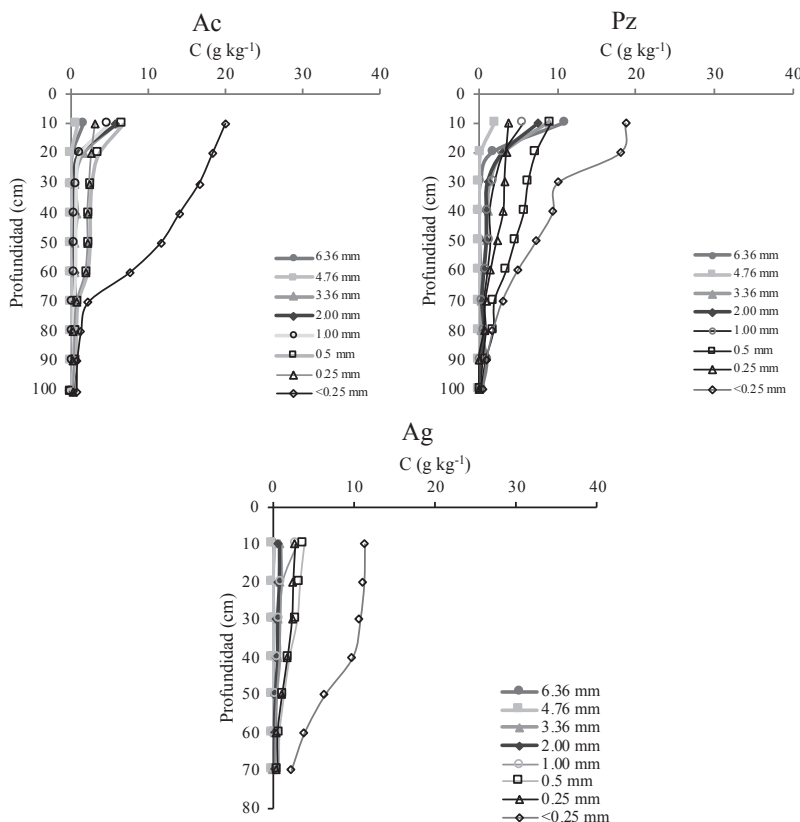 Ac
C (g kg-1)
0 10 20 30 40
Profundidad (cm)
0
10
20
30
40
50
60
70
80
90
100
6.36 mm
4.76 mm
3.36 mm
2.00 mm
1.00 mm
0.5 mm
0.25 mm
<0.25 mm
Pz
C (g kg-1)
0 10 20 30 40
Profundidad (cm)
0
10
20
30
40
50
60
70
80
90
100
6.36 mm
4.76 mm
3.36 mm
2.00 mm
1.00 mm
0.5 mm
0.25 mm
<0.25 mm
Ag
C (g kg-1)
0 10 20 30 40
Profundidad (cm)
0
10
20
30
40
50
60
70
80
6.36 mm
4.76 mm
3.36 mm
2.00 mm
1.00 mm
0.5 mm
0.25 mm
<0.25 mm